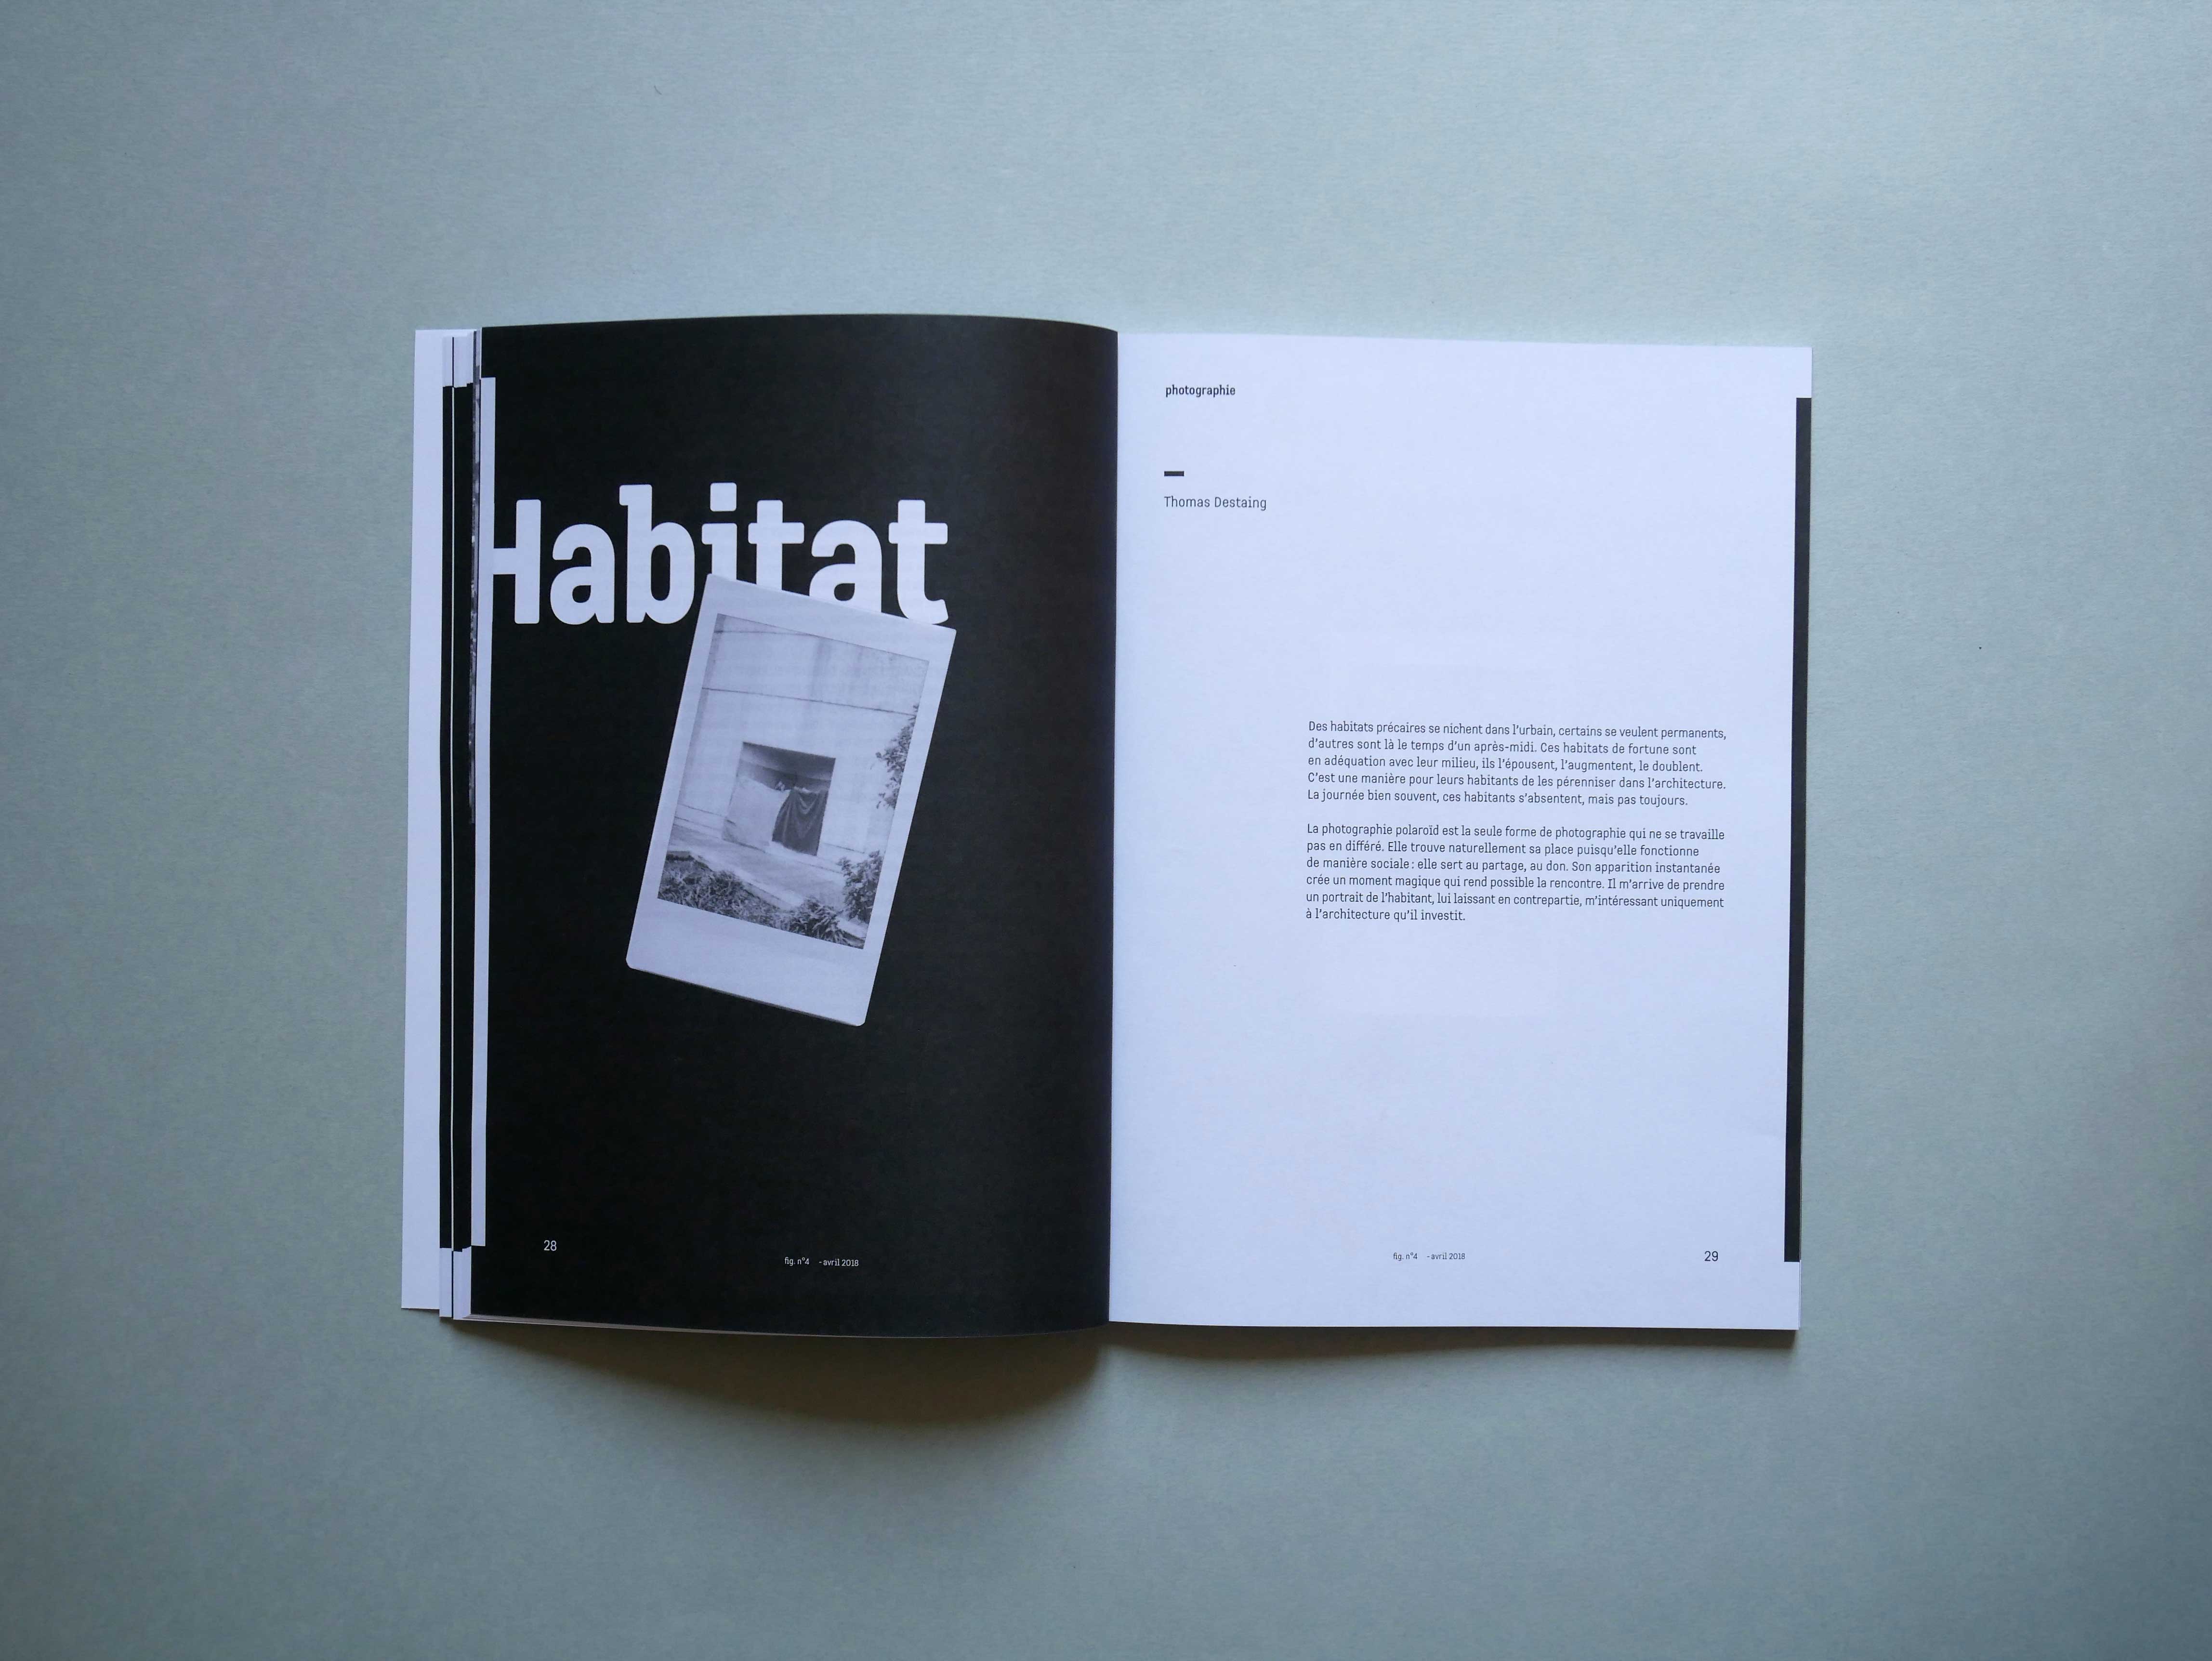 Habitat
28
fig. n°4 - avril 2018
photographie
Thomas Destaing
Des habitats précaires se nichent dans l'urbain, certains se veulent permanents,
d'autres sont là le temps d'un après-midi. Ces habitats de fortune sont
en adéquation avec leur milieu, ils l'épousent, l'augmentent, le doublent.
C'est une manière pour leurs habitants de les pérenniser dans l'architecture.
La journée bien souvent, ces habitants s'absentent, mais pas toujours.
La photographie polaroïd est la seule forme de photographie qui ne se travaille
pas en différé. Elle trouve naturellement sa place puisqu'elle fonctionne
de manière sociale : elle sert au partage, au don. Son apparition instantanée
crée un moment magique qui rend possible la rencontre. Il m'arrive de prendre
un portrait de l'habitant, lui laissant en contrepartie, m'intéressant uniquement
à l'architecture qu'il investit.
fig. n°4 - avril 2018
29